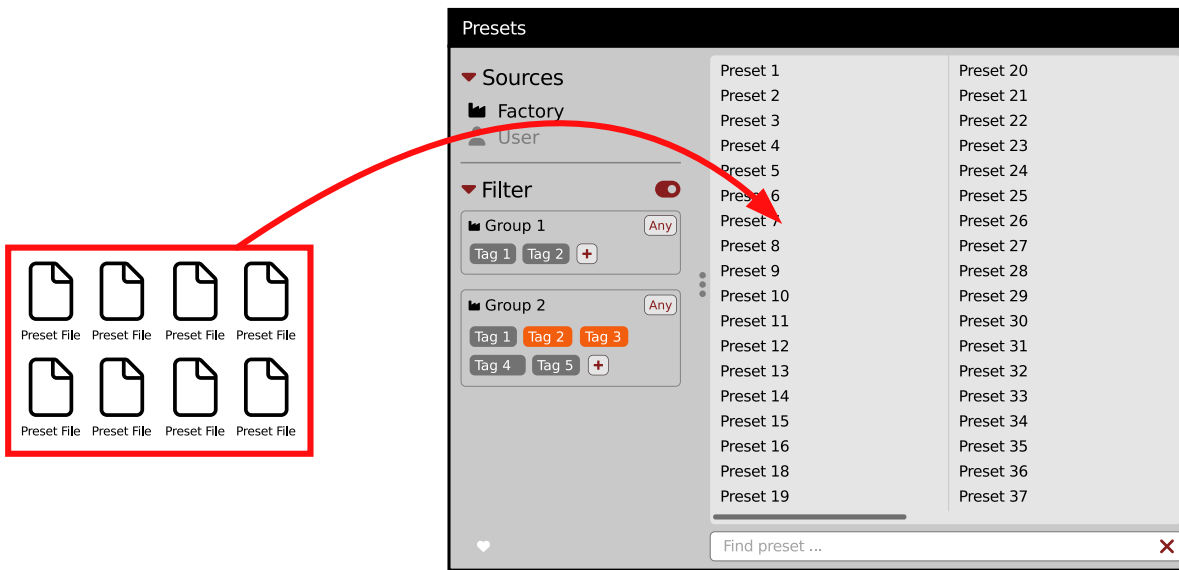 Presets
Sources
Factory
User
Filter
Group 1 Any
Tag 1 Tag 2 +
Group 2 Any
Tag 1 Tag 2 Tag 3
Tag 4 Tag 5 +
Preset 1
Preset 2
Preset 3
Preset 4
Preset 5
Preset 6
Preset 7
Preset 8
Preset 9
Preset 10
Preset 11
Preset 12
Preset 13
Preset 14
Preset 15
Preset 16
Preset 18
Preset 19
Preset 20
Preset 21
Preset 22
Preset 23
Preset 24
Preset 25
Preset 26
Preset 27
Preset 28
Preset 29
Preset 30
Preset 31
Preset 32
Preset 33
Preset 34
Preset 35
Preset 36
Preset 37
Find preset ...
Preset File Preset File Preset File Preset File
Preset File Preset File Preset File Preset File